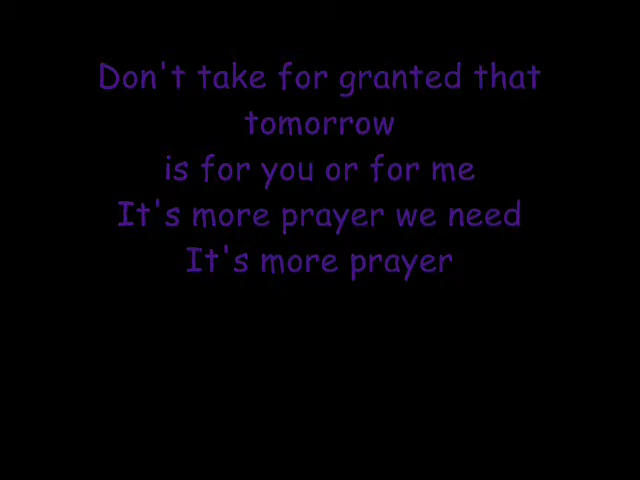 Don't take for granted that
tomorrow
is for you or for me
It's more prayer we need
It's more prayer